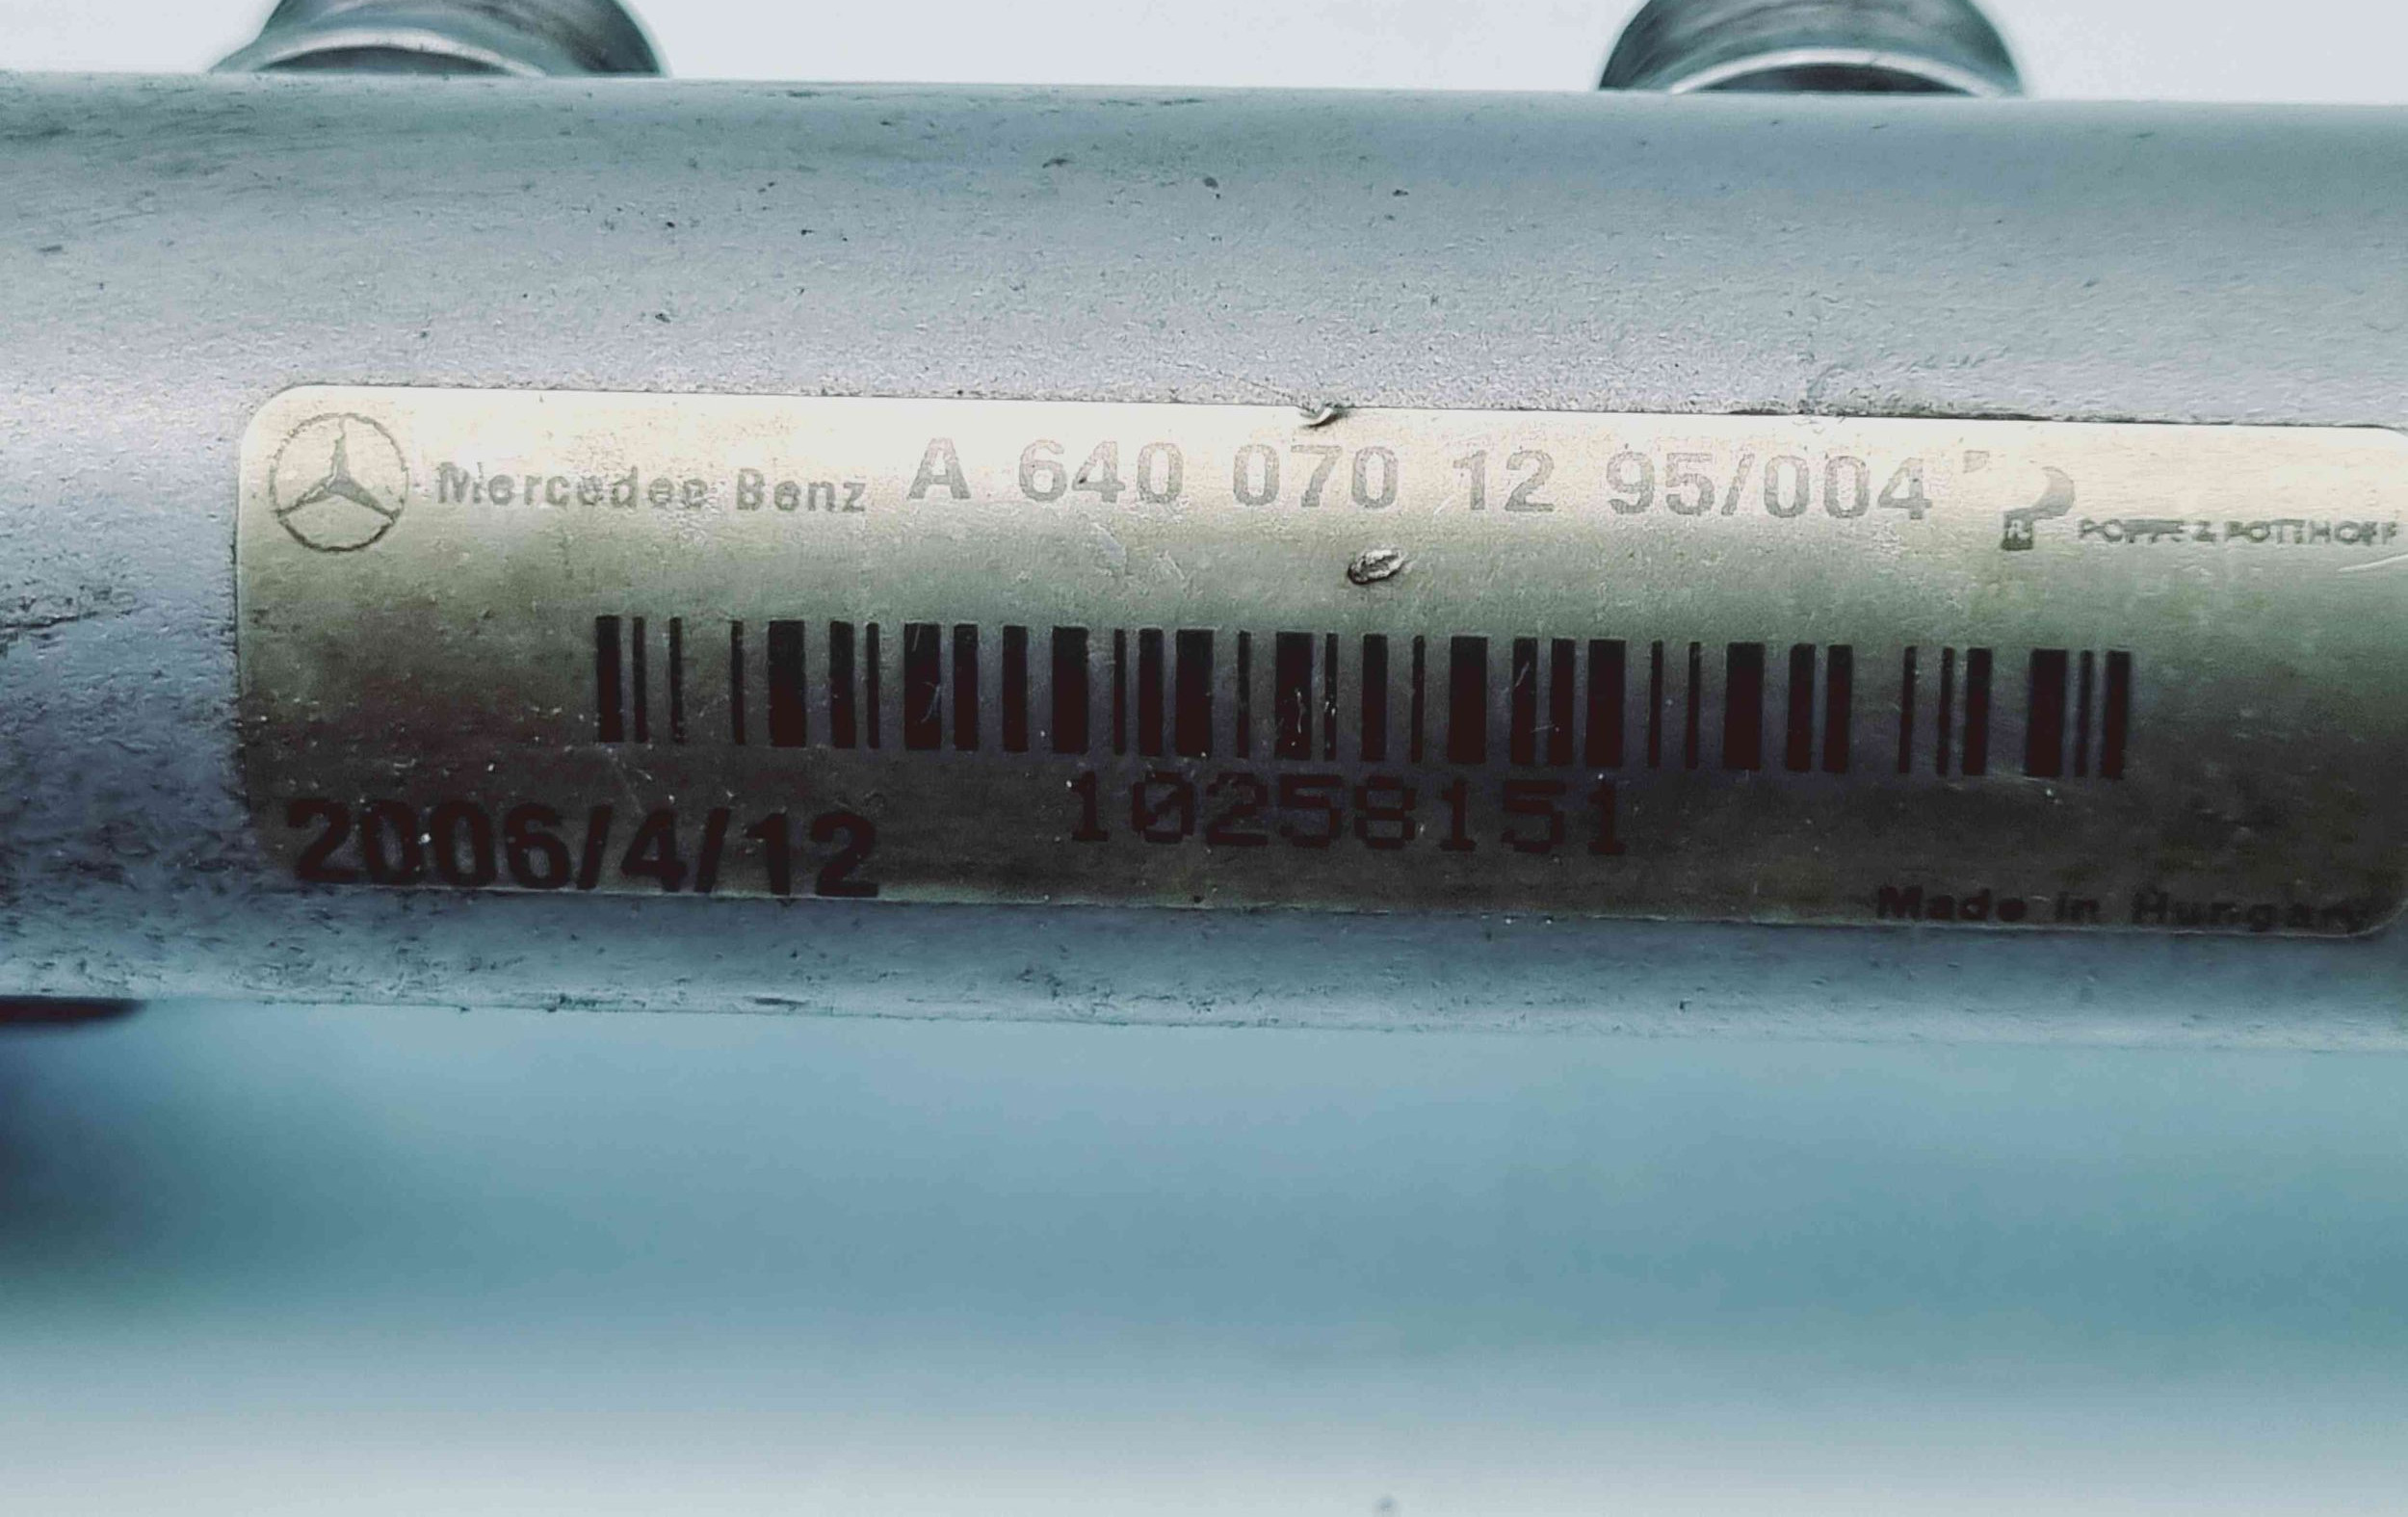 Mercedes Benz A 640 070 12 95/004 POPPE & POTTHOFF
10258151
2006/4/12
Made in Hungary